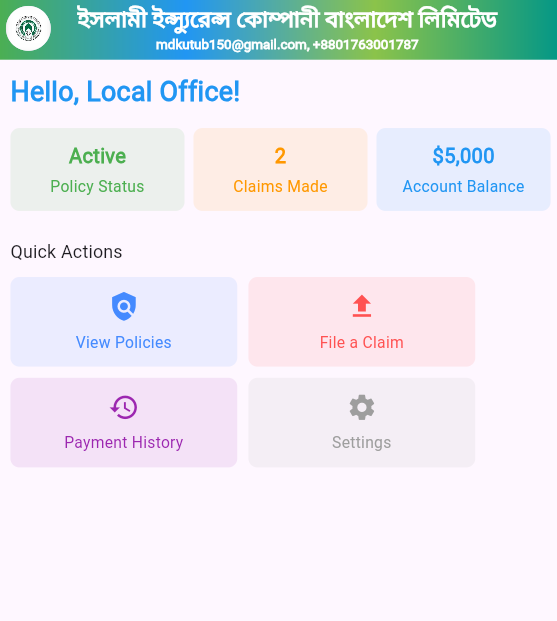 ইসলামী ইন্স্যুরেন্স কোম্পানী বাংলাদেশ লিমিটেড
mdkutub150@gmail.com, +8801763001787
Hello, Local Office!
Active 2 $5,000
Policy Status Claims Made Account Balance
Quick Actions
View Policies File a Claim
Payment History Settings